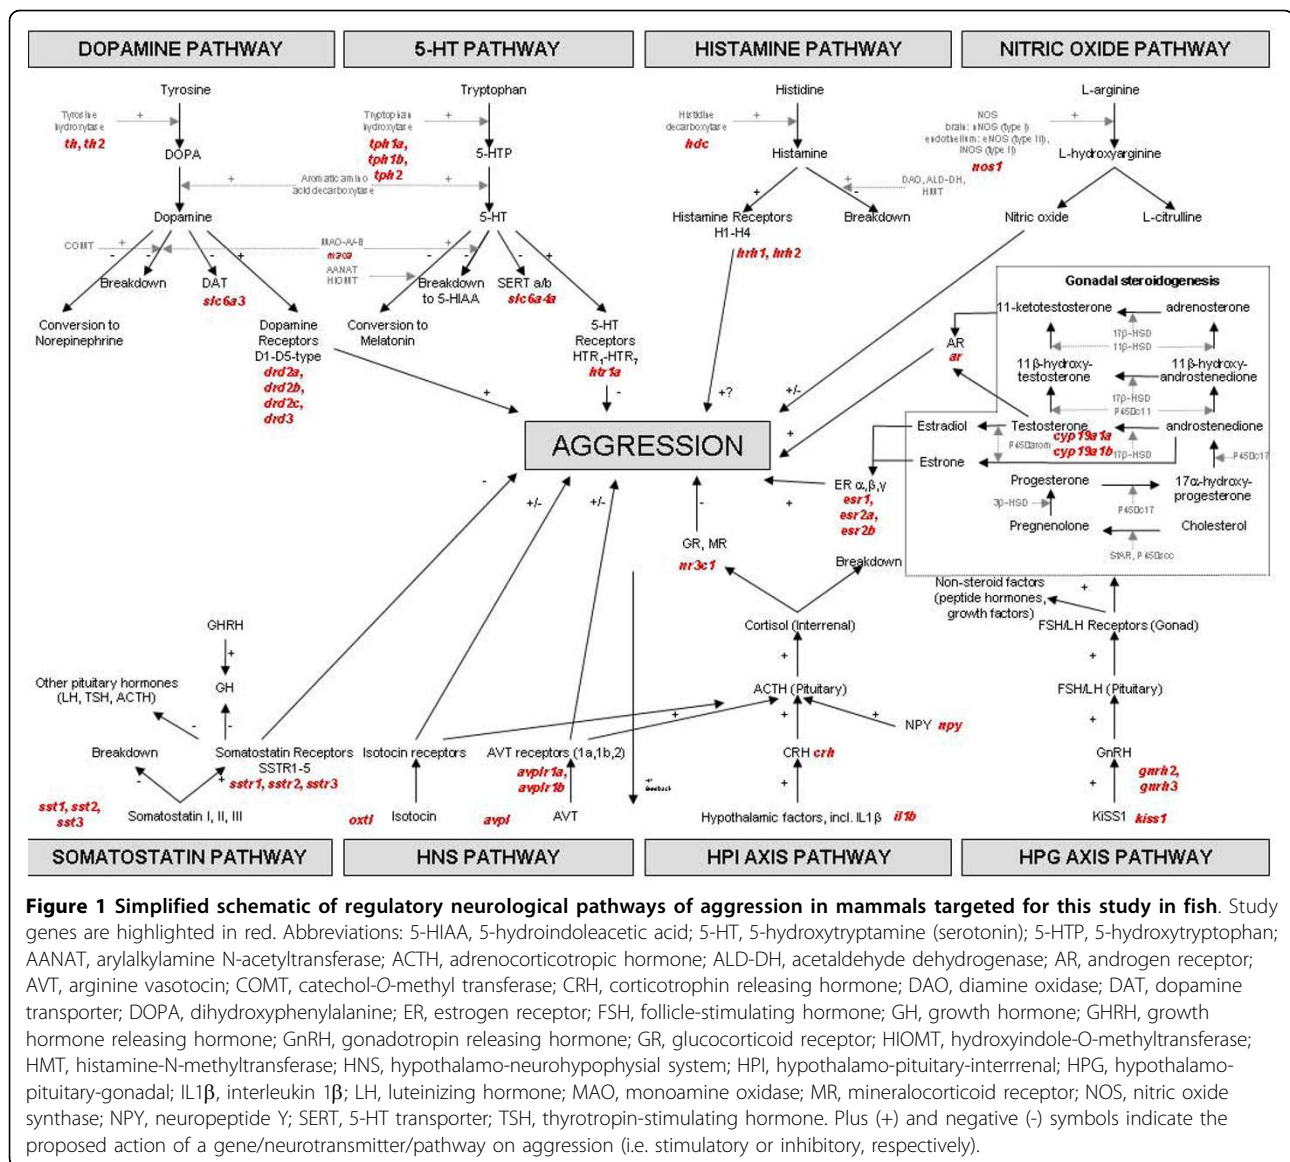 DOPAMINE PATHWAY
5-HT PATHWAY
HISTAMINE PATHWAY
NITRIC OXIDE PATHWAY
Tyrosine
Tyrosine
hydroxylase
+
th, th2
DOPA
Dopamine
COMT
+
-
-
-
+
Breakdown
DAT
slc6a3
Conversion to
Norepinephrine
Dopamine
Receptors
D1-D5-type
drd2a,
drd2b,
drd2c,
drd3
+
Tryptophan
Tryptophan
hydroxylase
+
tph1a,
tph1b,
tph2
5-HTP
+
Aromatic amino
acid decarboxylase
+
5-HT
MAO-A/-B
maoa
+
AANAT
HIOMT
-
-
-
+
Breakdown
to 5-HIAA
SERT a/b
slc6a4a
Conversion to
Melatonin
5-HT
Receptors
HTR1-HTR7
htr1a
-
Histidine
Histidine
decarboxylase
+
hdc
Histamine
+
-
+
DAO, ALD-DH,
HMT
Histamine Receptors
H1-H4
hrh1, hrh2
Breakdown
+?
L-arginine
NOS
brain: nNOS (type I)
endothelium: eNOS (type III),
iNOS (type II)
+
nos1
L-hydroxyarginine
Nitric oxide
L-citrulline
+/-
Gonadal steroidogenesis
11-ketotestosterone
adrenosterone
17β-HSD
11β-HSD
11β-hydroxy-
testosterone
11β-hydroxy-
androstenedione
17β-HSD
P450c11
Estradiol
Testosterone
cyp19a1a
cyp19a1b
androstenedione
P450arom
17β-HSD
P450c17
Estrone
Progesterone
17α-hydroxy-
progesterone
3β-HSD
P450c17
Pregnenolone
Cholesterol
StAR, P450scc
AR
ar
+
AGGRESSION
ER α,β,γ
esr1,
esr2a,
esr2b
+
-
+/-
+/-
-
GR, MR
nr3c1
Breakdown
Cortisol (Interrenal)
+
ACTH (Pituitary)
+
+
+
NPY npy
CRH crh
+
Hypothalamic factors, incl. IL1β il1b
Non-steroid factors
(peptide hormones,
growth factors)
+
FSH/LH Receptors (Gonad)
+
FSH/LH (Pituitary)
+
GnRH
gnrh2,
gnrh3
+
KiSS1 kiss1
GHRH
+
GH
Other pituitary hormones
(LH, TSH, ACTH)
-
-
Breakdown
Somatostatin Receptors
SSTR1-5
sstr1, sstr2, sstr3
-
+
sst1, sst2,
sst3
Somatostatin I, II, III
Isotocin receptors
+
oxtl
Isotocin
AVT receptors (1a,1b,2)
avplr1a,
avplr1b
+
avpl
AVT
feedback
SOMATOSTATIN PATHWAY
HNS PATHWAY
HPI AXIS PATHWAY
HPG AXIS PATHWAY
Figure 1 Simplified schematic of regulatory neurological pathways of aggression in mammals targeted for this study in fish. Study
genes are highlighted in red. Abbreviations: 5-HIAA, 5-hydroindoleacetic acid; 5-HT, 5-hydroxytryptamine (serotonin); 5-HTP, 5-hydroxytryptophan;
AANAT, arylalkylamine N-acetyltransferase; ACTH, adrenocorticotropic hormone; ALD-DH, acetaldehyde dehydrogenase; AR, androgen receptor;
AVT, arginine vasotocin; COMT, catechol-O-methyl transferase; CRH, corticotrophin releasing hormone; DAO, diamine oxidase; DAT, dopamine
transporter; DOPA, dihydroxyphenylalanine; ER, estrogen receptor; FSH, follicle-stimulating hormone; GH, growth hormone; GHRH, growth
hormone releasing hormone; GnRH, gonadotropin releasing hormone; GR, glucocorticoid receptor; HIOMT, hydroxyindole-O-methyltransferase;
HMT, histamine-N-methyltransferase; HNS, hypothalamo-neurohypophysial system; HPI, hypothalamo-pituitary-interrrenal; HPG, hypothalamo-
pituitary-gonadal; IL1β, interleukin 1β; LH, luteinizing hormone; MAO, monoamine oxidase; MR, mineralocorticoid receptor; NOS, nitric oxide
synthase; NPY, neuropeptide Y; SERT, 5-HT transporter; TSH, thyrotropin-stimulating hormone. Plus (+) and negative (-) symbols indicate the
proposed action of a gene/neurotransmitter/pathway on aggression (i.e. stimulatory or inhibitory, respectively).